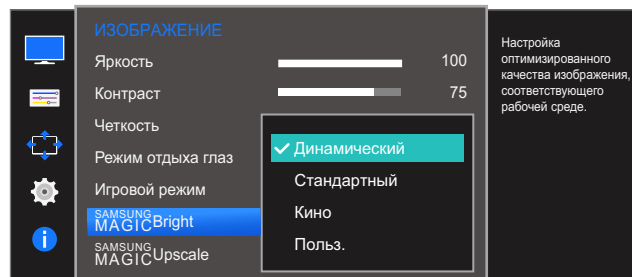 ИЗОБРАЖЕНИЕ
Яркость 100
Контраст 75
Четкость
Режим отдыха глаз
Игровой режим
SAMSUNG
MAGICBright
SAMSUNG
MAGICUpscale
Динамический
Стандартный
Кино
Польз.
Настройка
оптимизированного
качества изображения,
соответствующего
рабочей среде.